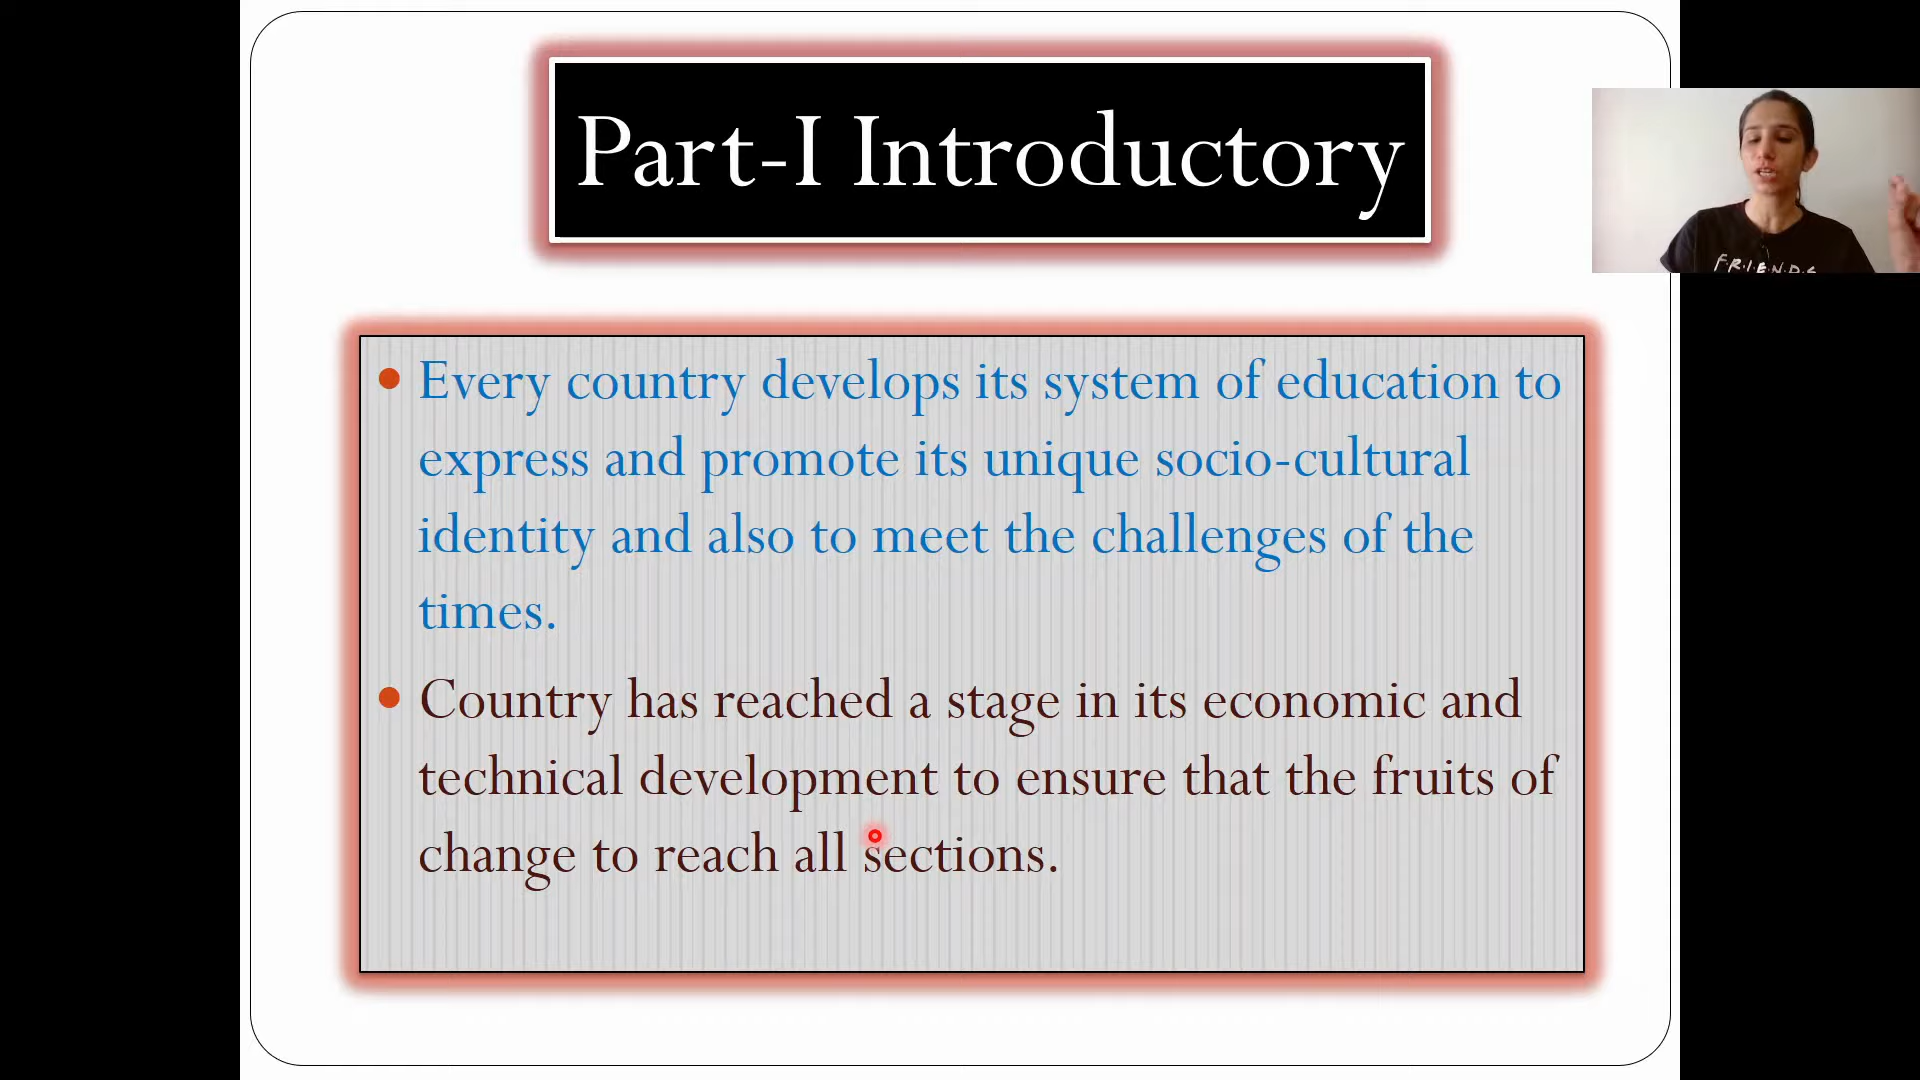 Part-I Introductory
F.R.I.E.N.D.S
Every country develops its system of education to
express and promote its unique socio-cultural
identity and also to meet the challenges of the
times.
Country has reached a stage in its economic and
technical development to ensure that the fruits of
change to reach all sections.